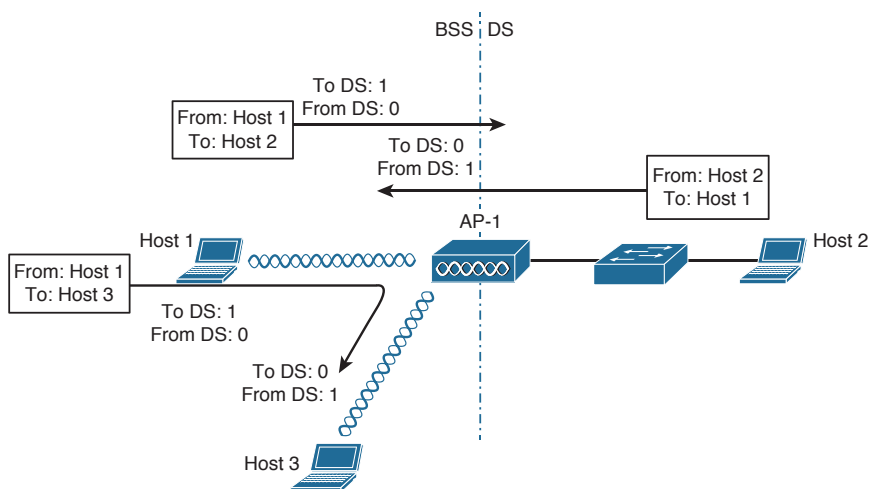 BSS DS
To DS: 1
From DS: 0
From: Host 1
To: Host 2
To DS: 0
From DS: 1
From: Host 2
To: Host 1
AP-1
Host 1
Host 2
From: Host 1
To: Host 3
To DS: 1
From DS: 0
To DS: 0
From DS: 1
Host 3